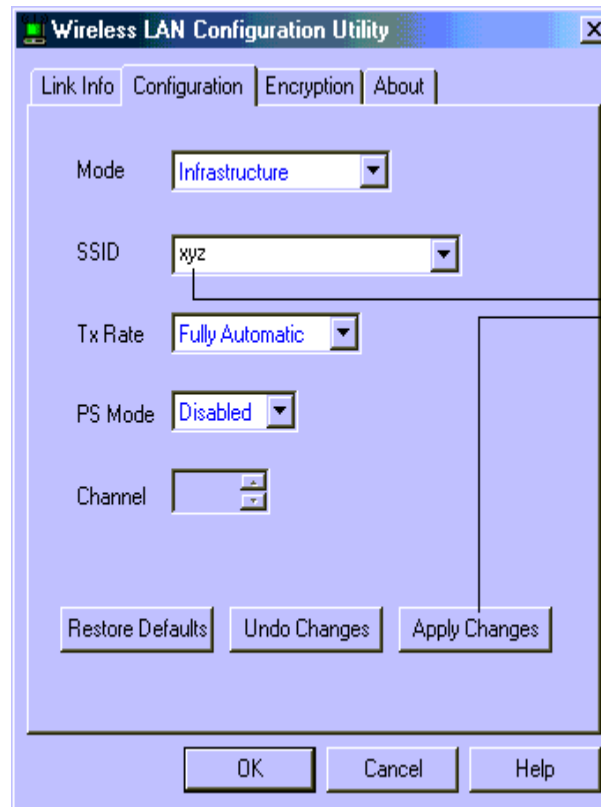 Wireless LAN Configuration Utility
Link Info Configuration Encryption About
Mode Infrastructure
SSID xyz
Tx Rate Fully Automatic
PS Mode Disabled
Channel
Restore Defaults Undo Changes Apply Changes
OK Cancel Help